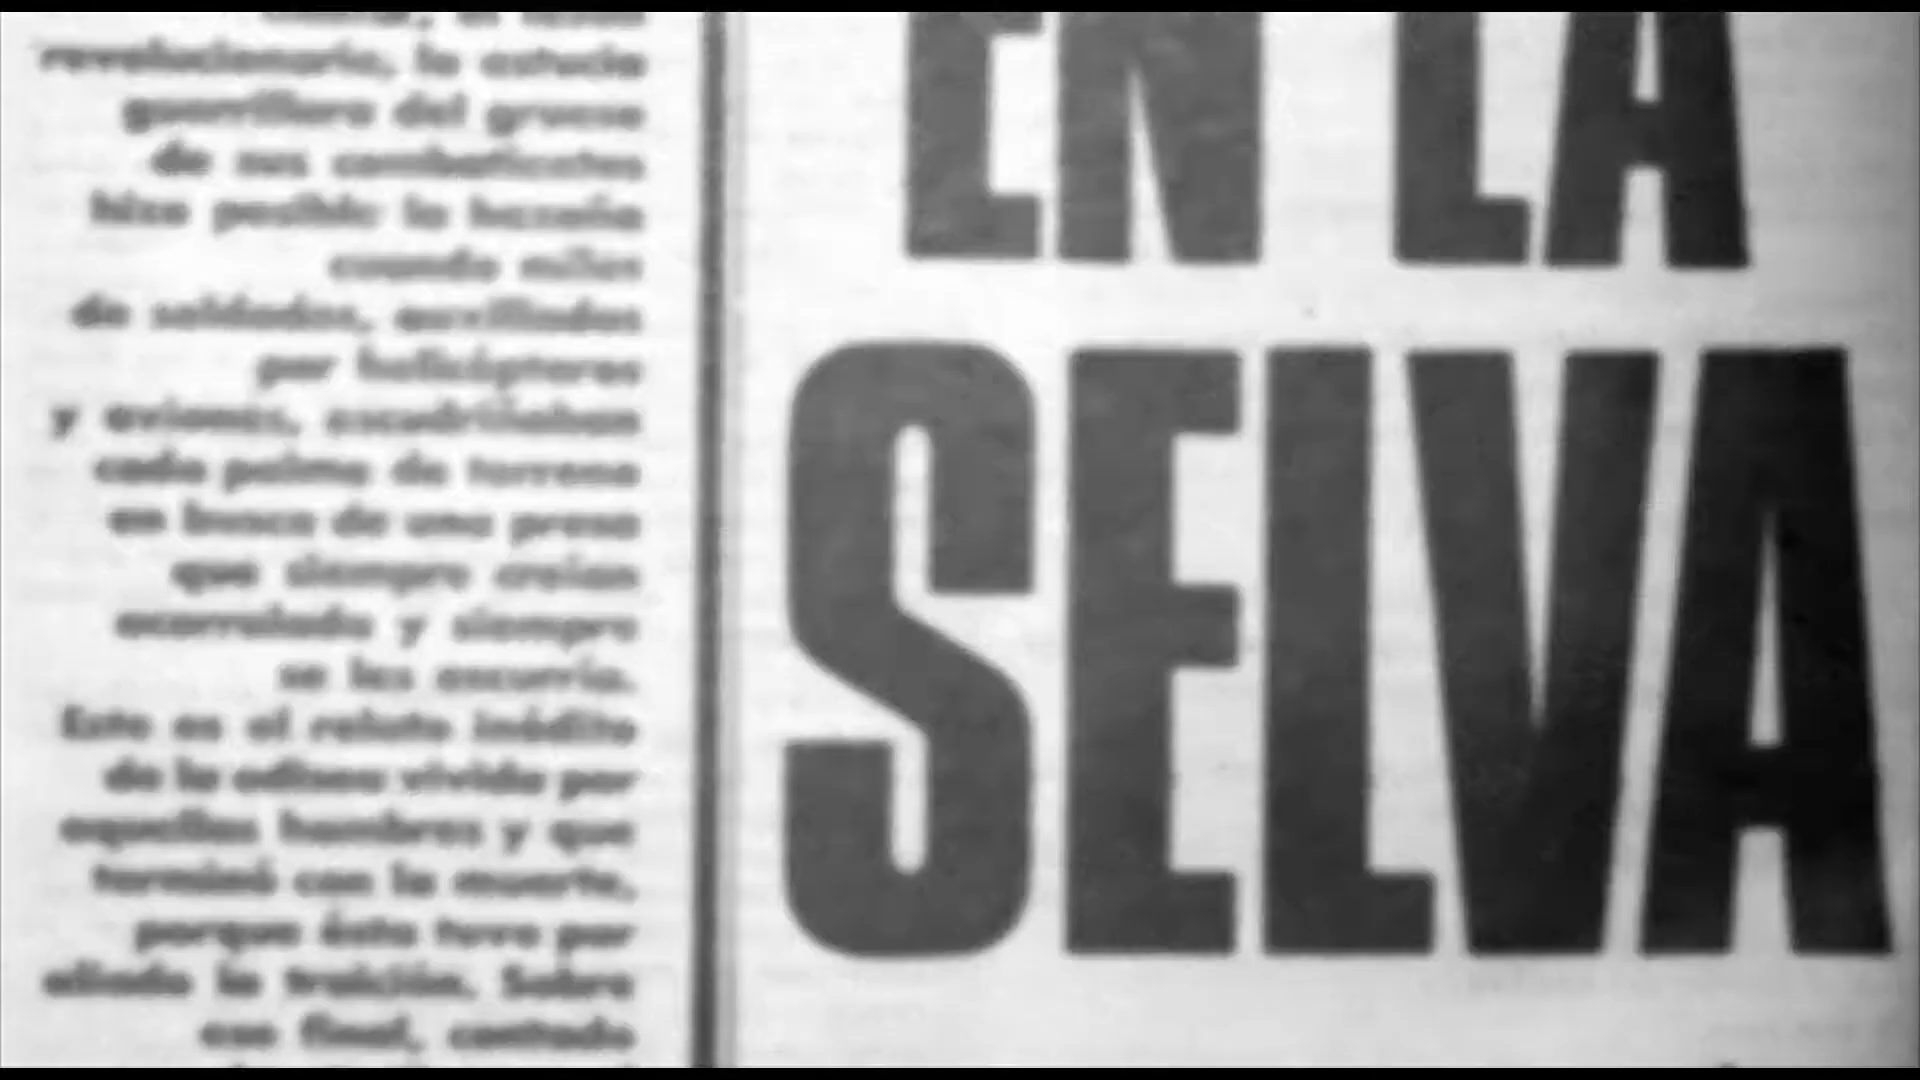 revolucionario, la astucia
guerrillera del grueso
de sus combatientes
hizo posible la hazaña
cuando miles
de soldados, auxiliados
por helicópteros
y aviones, escudriñaban
cada palmo de terreno
en busca de una presa
que siempre creían
acorralada y siempre
se les escurría.
Este es el relato inédito
de la odisea vivida por
aquellos hombres y que
terminó con la muerte,
porque ésta tuvo por
aliada la traición. Sobre
ese final, contado
EN LA
SELVA